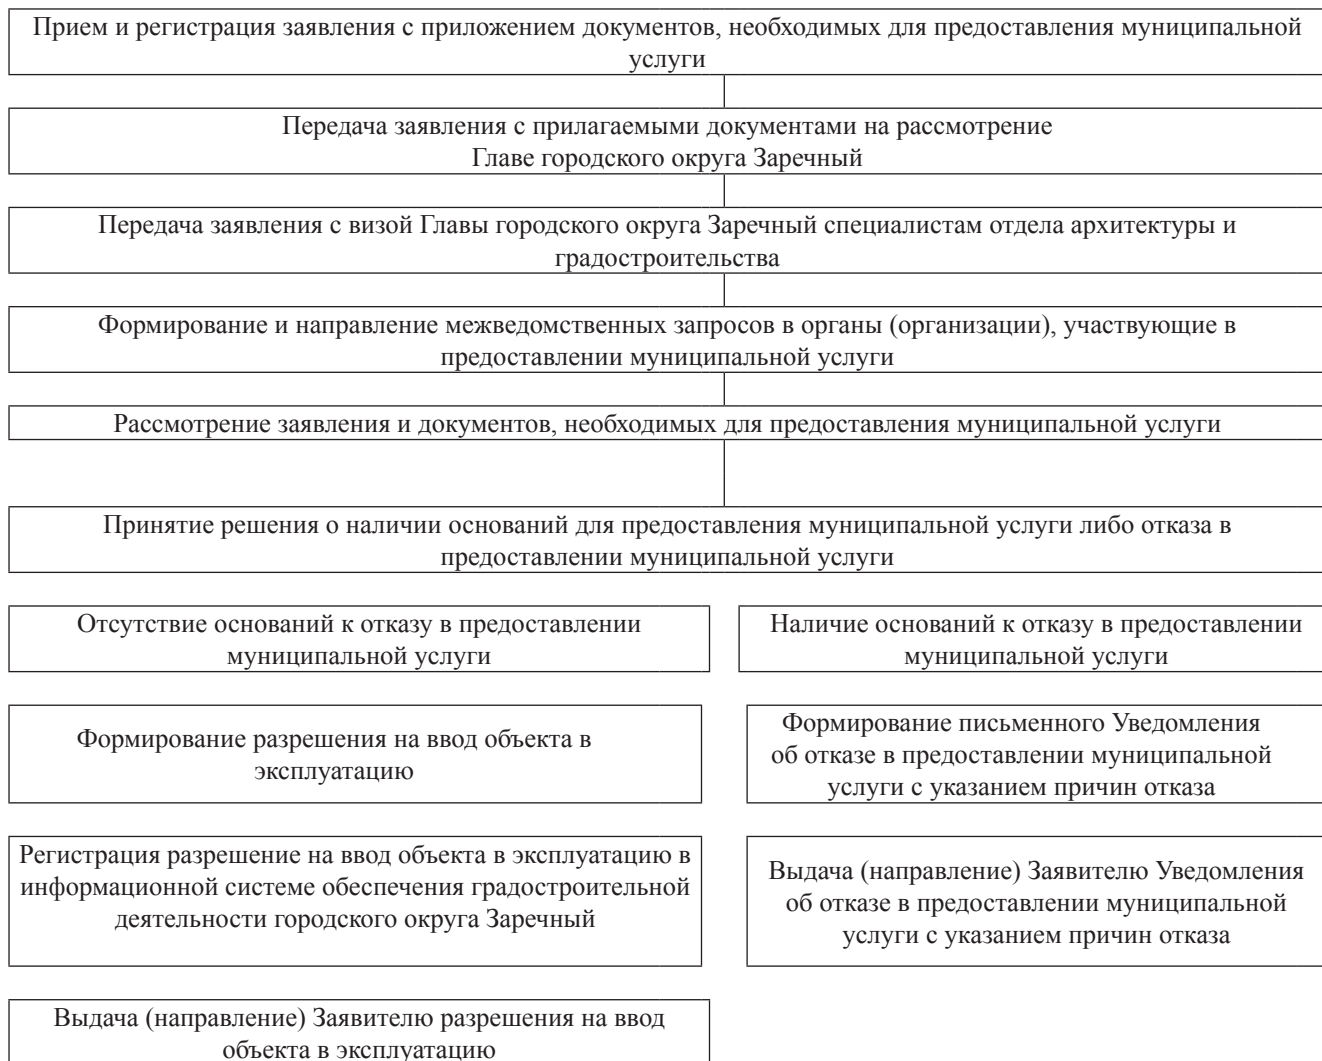 Прием и регистрация заявления с приложением документов, необходимых для предоставления муниципальной
услуги
Передача заявления с прилагаемыми документами на рассмотрение
Главе городского округа Заречный
Передача заявления с визой Главы городского округа Заречный специалистам отдела архитектуры и
градостроительства
Формирование и направление межведомственных запросов в органы (организации), участвующие в
предоставлении муниципальной услуги
Рассмотрение заявления и документов, необходимых для предоставления муниципальной услуги
Принятие решения о наличии оснований для предоставления муниципальной услуги либо отказа в
предоставлении муниципальной услуги
Отсутствие оснований к отказу в предоставлении
муниципальной услуги
Наличие оснований к отказу в предоставлении
муниципальной услуги
Формирование разрешения на ввод объекта в
эксплуатацию
Формирование письменного Уведомления
об отказе в предоставлении муниципальной
услуги с указанием причин отказа
Регистрация разрешение на ввод объекта в эксплуатацию в
информационной системе обеспечения градостроительной
деятельности городского округа Заречный
Выдача (направление) Заявителю Уведомления
об отказе в предоставлении муниципальной
услуги с указанием причин отказа
Выдача (направление) Заявителю разрешения на ввод
объекта в эксплуатацию